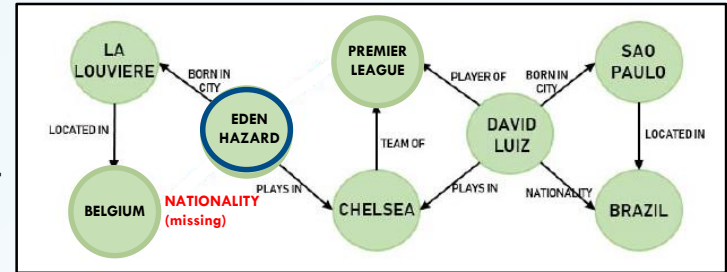 LA
LOUVIERE
BORN IN
CITY
EDEN
HAZARD
LOCATED IN
BELGIUM
NATIONALITY
(missing)
PLAYS IN
PREMIER
LEAGUE
TEAM OF
CHELSEA
PLAYER OF
DAVID
LUIZ
PLAYS IN
BORN IN
CITY
SAO
PAULO
LOCATED IN
NATIONALITY
BRAZIL